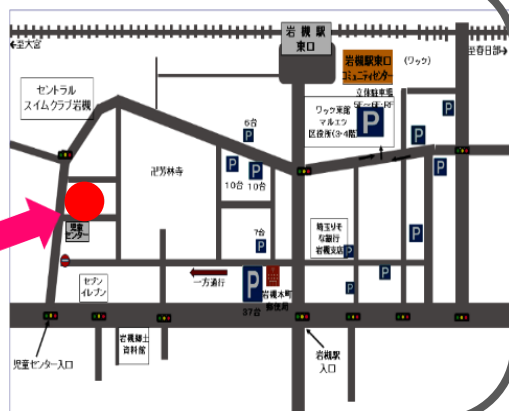 岩槻駅
東口
←至大宮
至春日部→
岩槻駅東口
コミュニティセンター
(ワッツ)
立体駐車場
5F～6F・RF
セントラル
スイムクラブ岩槻
ワッツ東館
マルエツ
区役所(3・4階)
P
6台
P
P
P
10台
10台
卍芳林寺
P
P
P
児童
センター
7台
P
埼玉りそ
な銀行
岩槻支店
P
P
P
セブン
イレブン
一方通行
P
37台
岩槻本町
郵便局
岩槻郷土
資料館
児童センター入口
岩槻駅
入口